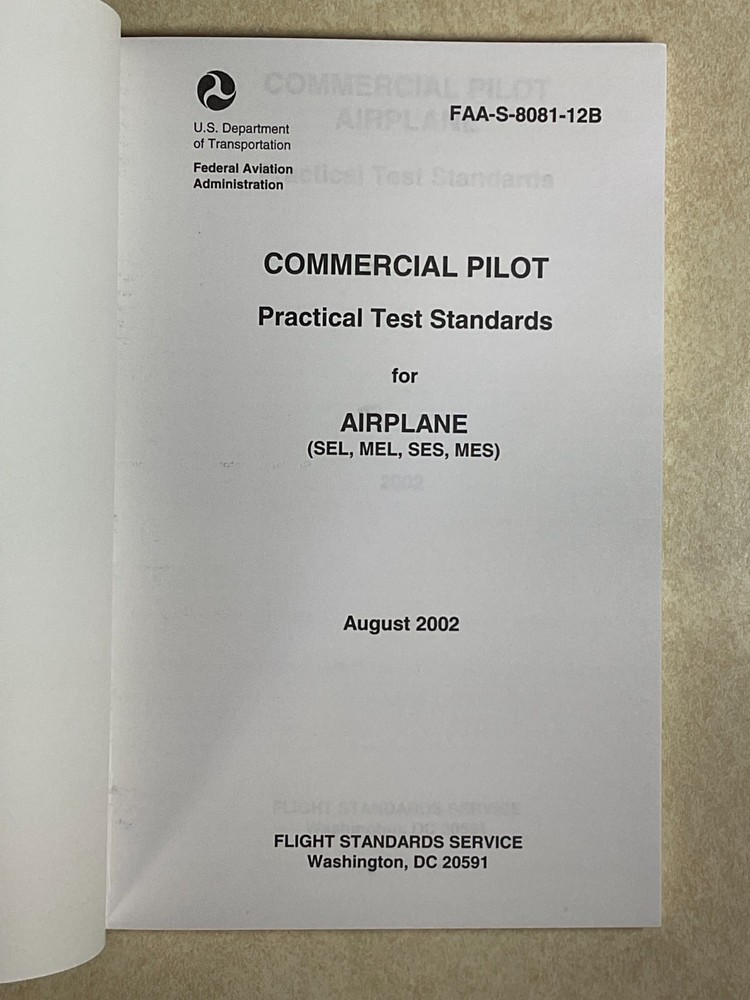 U.S. Department
of Transportation
Federal Aviation
Administration
FAA-S-8081-12B
COMMERCIAL PILOT
Practical Test Standards
for
AIRPLANE
(SEL, MEL, SES, MES)
August 2002
FLIGHT STANDARDS SERVICE
Washington, DC 20591